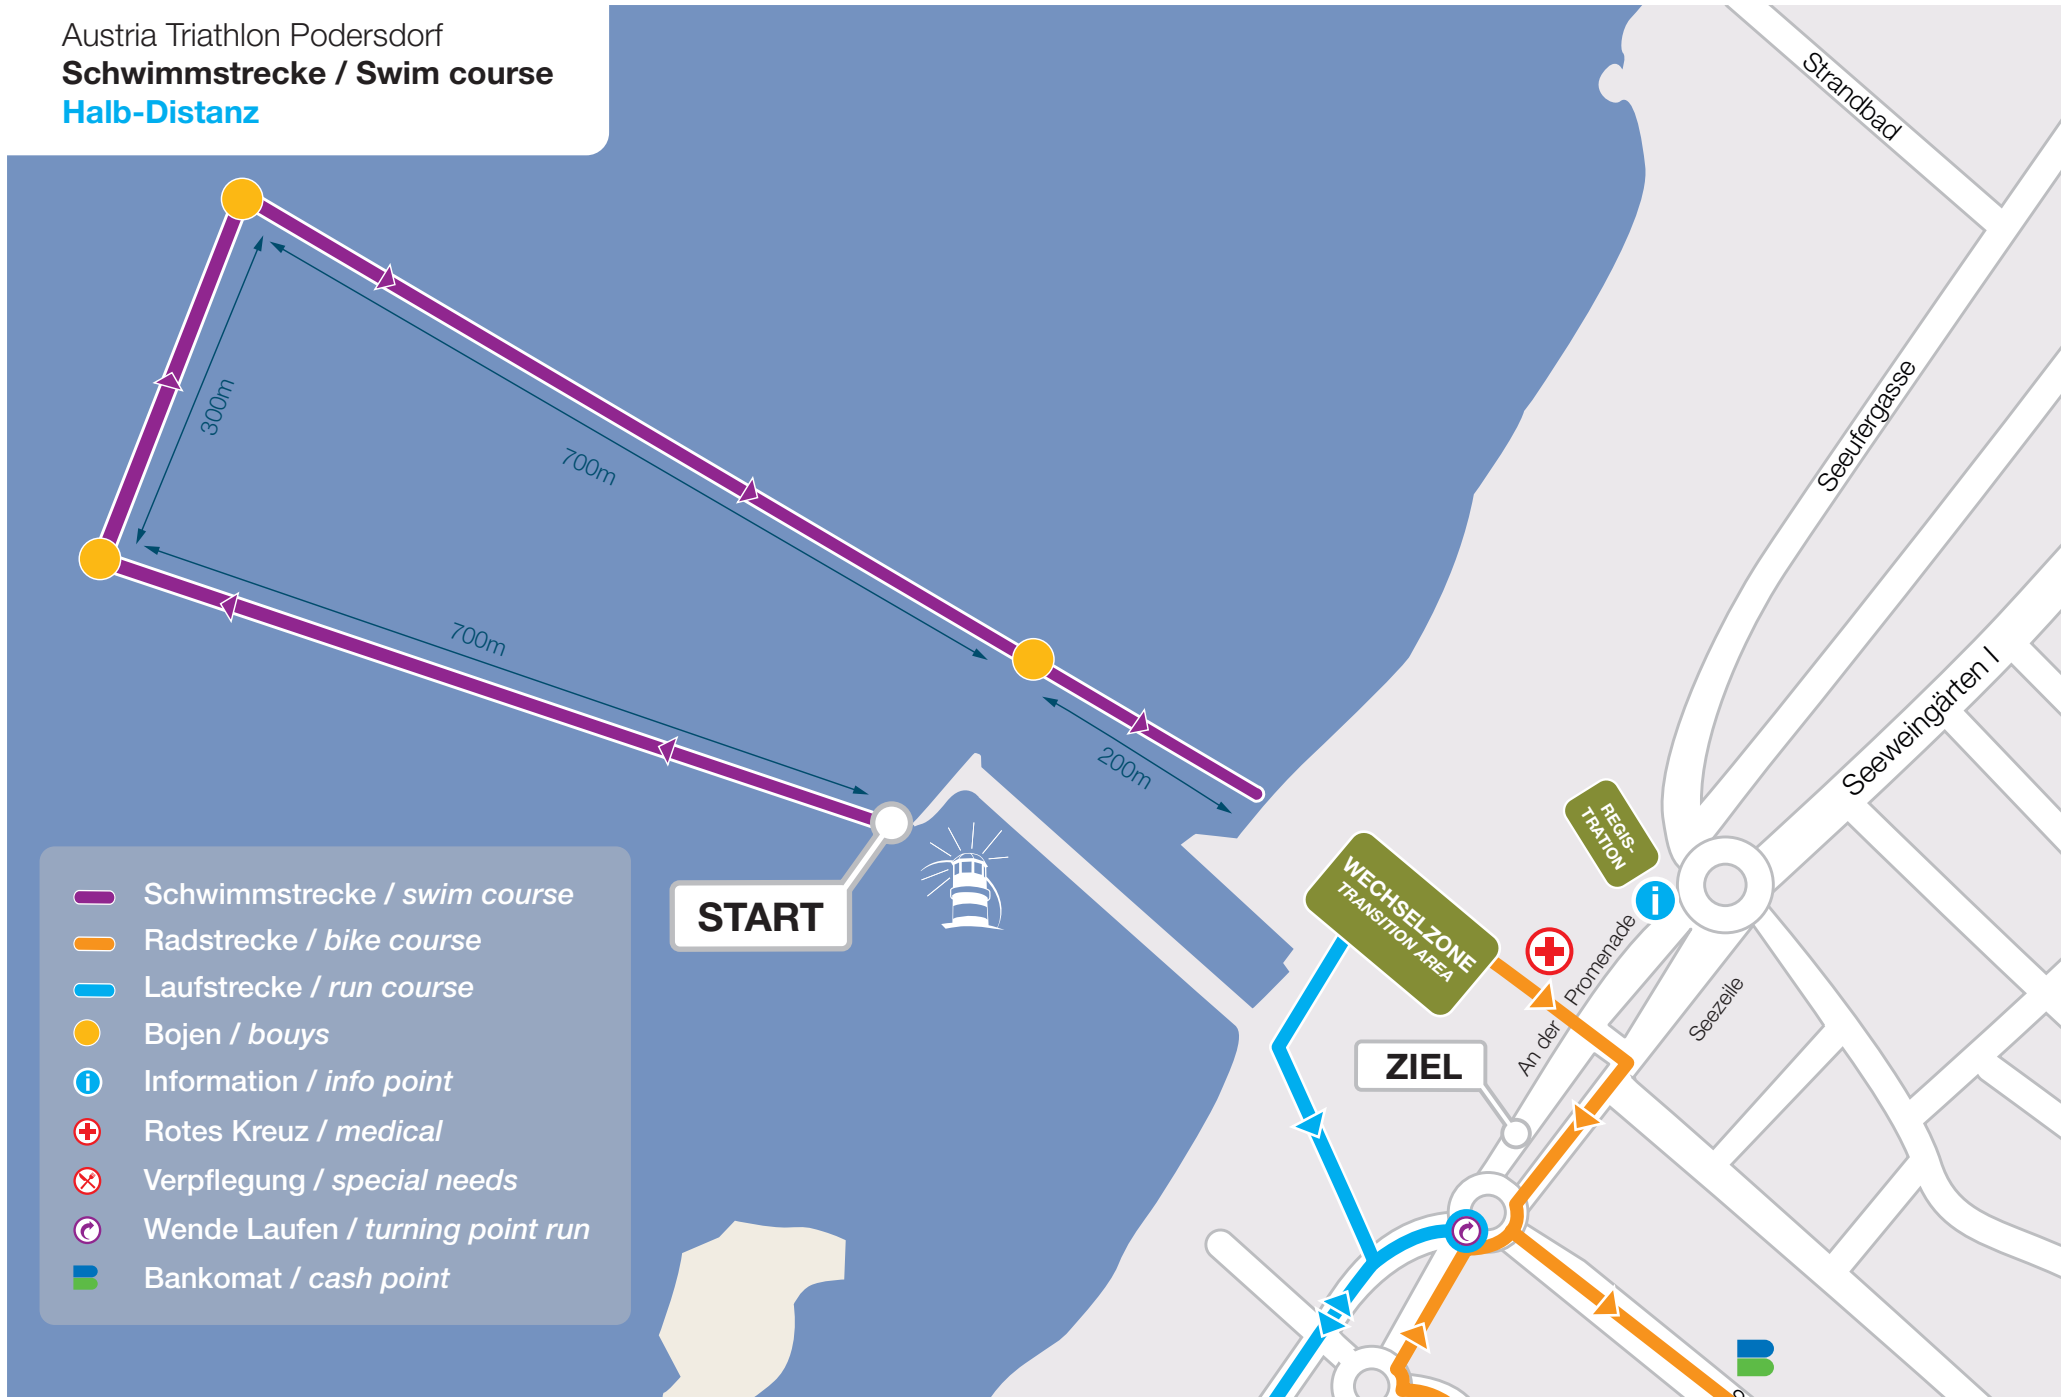 Austria Triathlon Podersdorf
Schwimmstrecke / Swim course
Halb-Distanz
Strandbad
Seeufergasse
300m
700m
700m
200m
Seeweingärten I
REGIS-
TRATION
i
WECHSELZONE
TRANSITION AREA
An der Promenade
Seezeile
START
ZIEL
Schwimmstrecke / swim course
Radstrecke / bike course
Laufstrecke / run course
Bojen / bouys
i Information / info point
Rotes Kreuz / medical
Verpflegung / special needs
Wende Laufen / turning point run
Bankomat / cash point